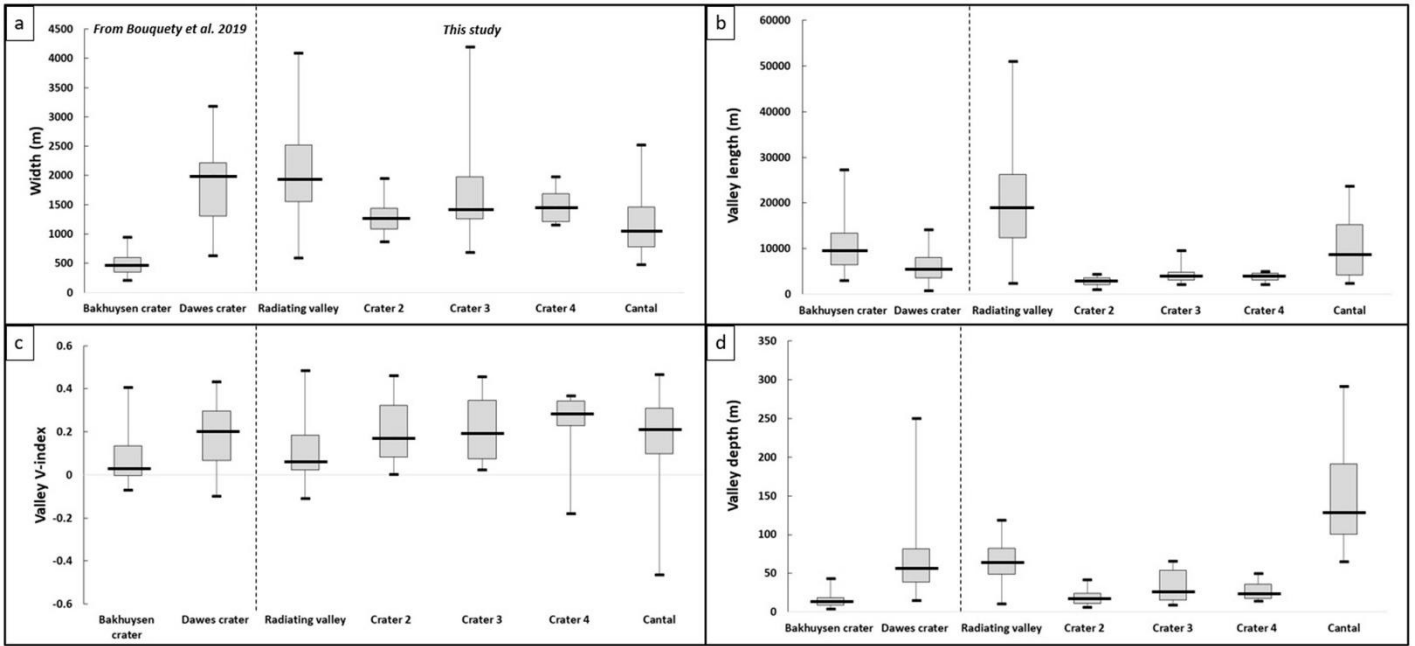 a
From Bouquety et al. 2019
This study
Width (m)
4500
4000
3500
3000
2500
2000
1500
1000
500
0
Bakhuysen crater
Dawes crater
Radiating valley
Crater 2
Crater 3
Crater 4
Cantal
b
Valley length (m)
60000
50000
40000
30000
20000
10000
0
Bakhuysen crater
Dawes crater
Radiating valley
Crater 2
Crater 3
Crater 4
Cantal
c
Valley V-index
0.6
0.4
0.2
0
-0.2
-0.4
-0.6
Bakhuysen
crater
Dawes crater
Radiating valley
Crater 2
Crater 3
Crater 4
Cantal
d
Valley depth (m)
350
300
250
200
150
100
50
0
Bakhuysen crater
Dawes crater
Radiating valley
Crater 2
Crater 3
Crater 4
Cantal